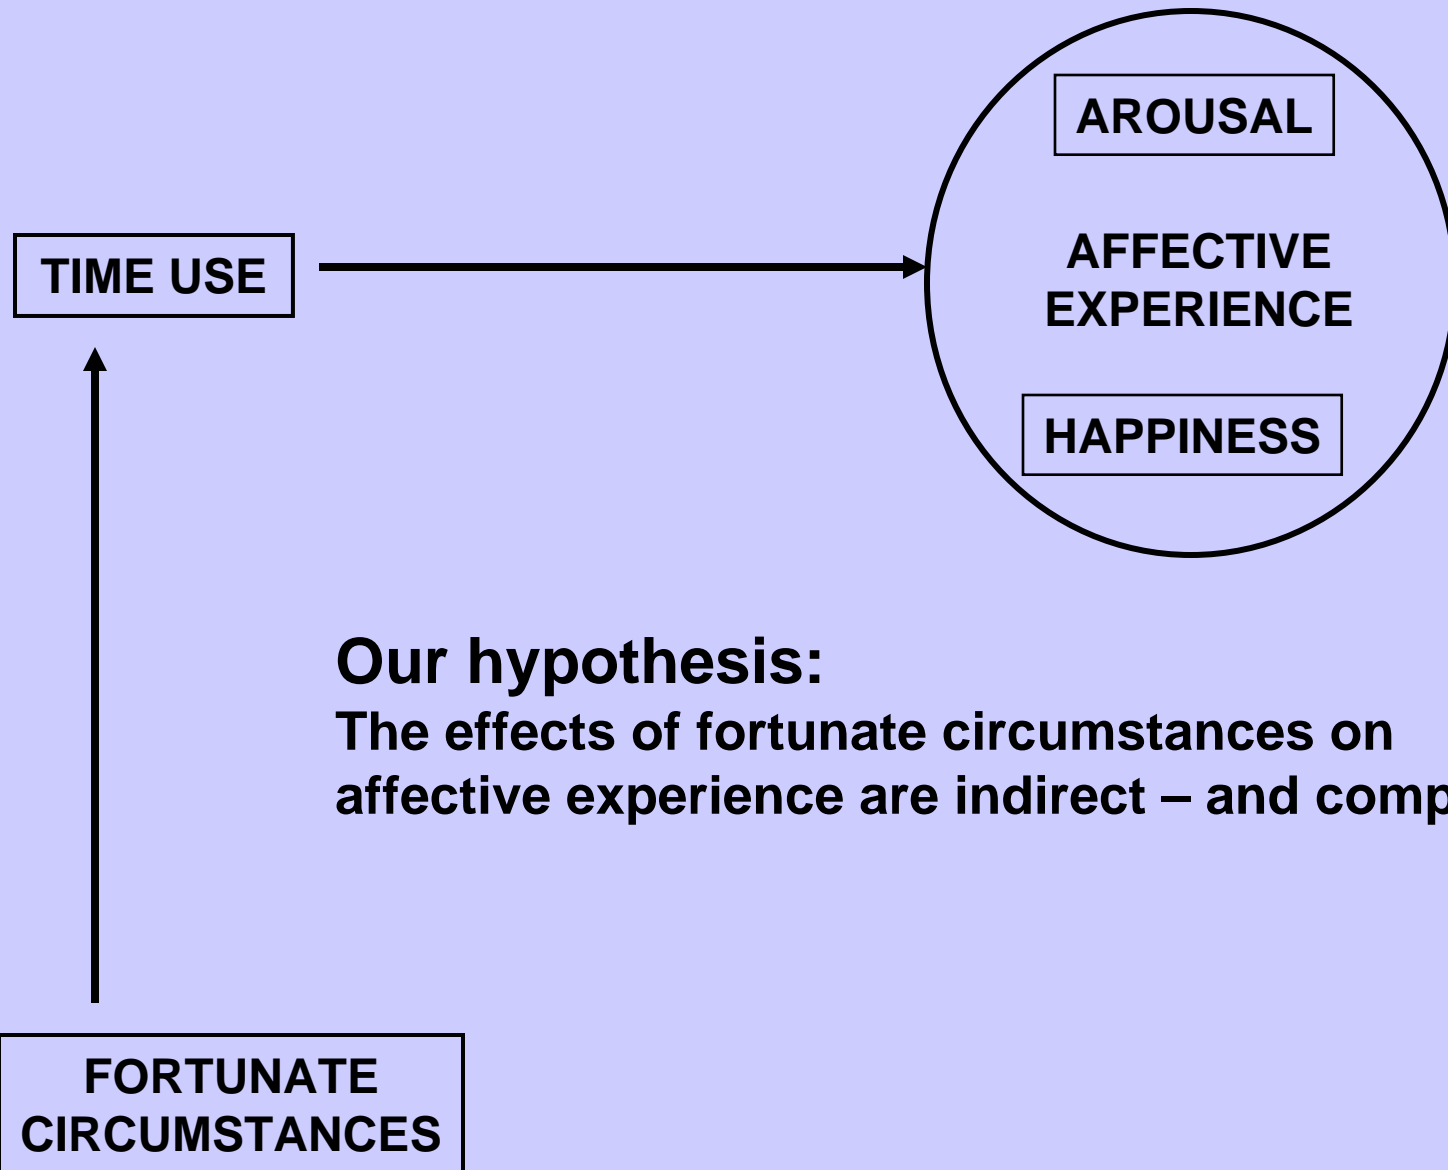 AROUSAL
TIME USE
AFFECTIVE
EXPERIENCE
HAPPINESS
Our hypothesis:
The effects of fortunate circumstances on
affective experience are indirect – and comp
FORTUNATE
CIRCUMSTANCES